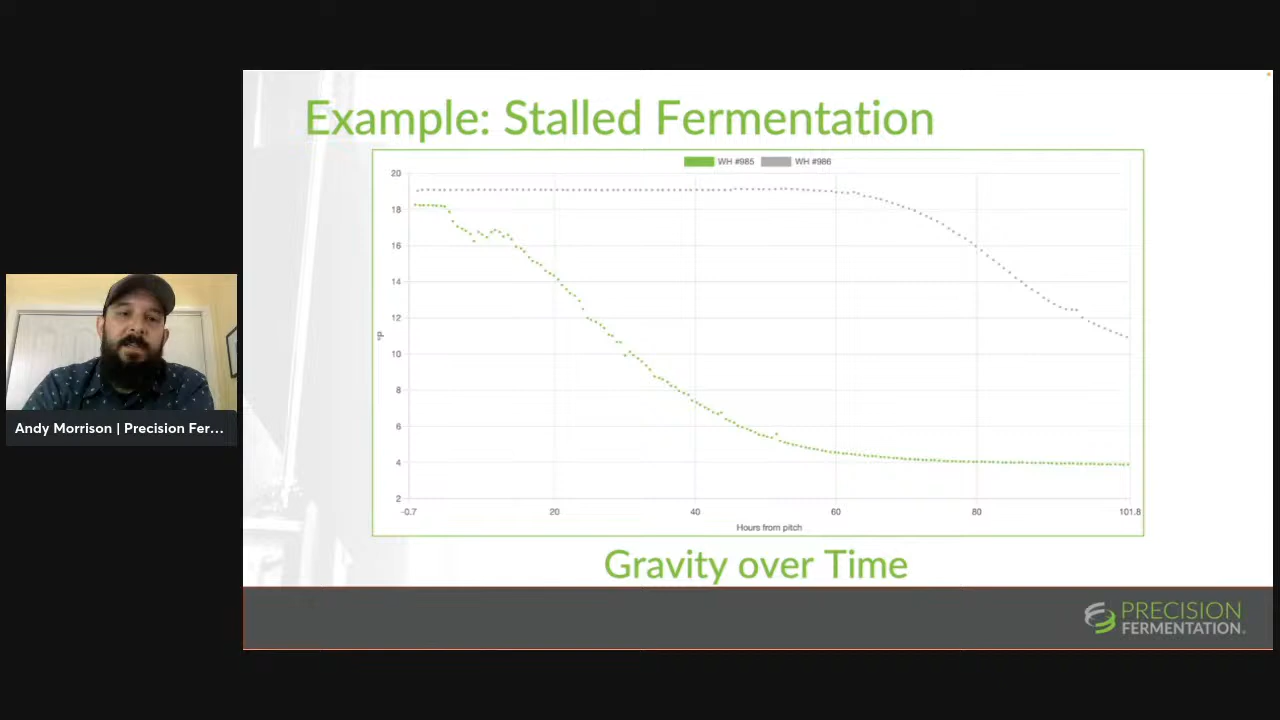 Example: Stalled Fermentation
WH #985 WH #986
20
18
16
14
12
10
8
6
4
2
°P
-0.7 20 40 60 80 101.8
Hours from pitch
Gravity over Time
Andy Morrison | Precision Fer...
PRECISION
FERMENTATION